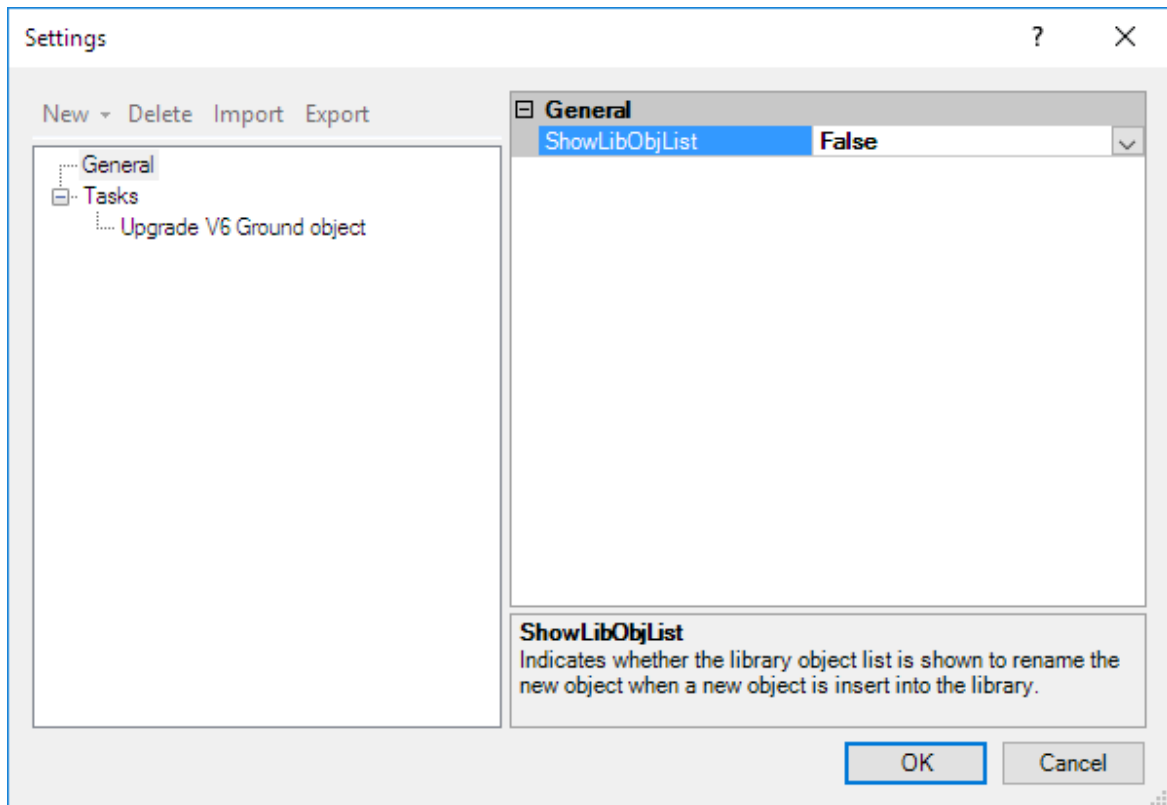 Settings
?
New Delete Import Export
General
Tasks
Upgrade V6 Ground object
General
ShowLibObjList False
ShowLibObjList
Indicates whether the library object list is shown to rename the
new object when a new object is insert into the library.
OK Cancel